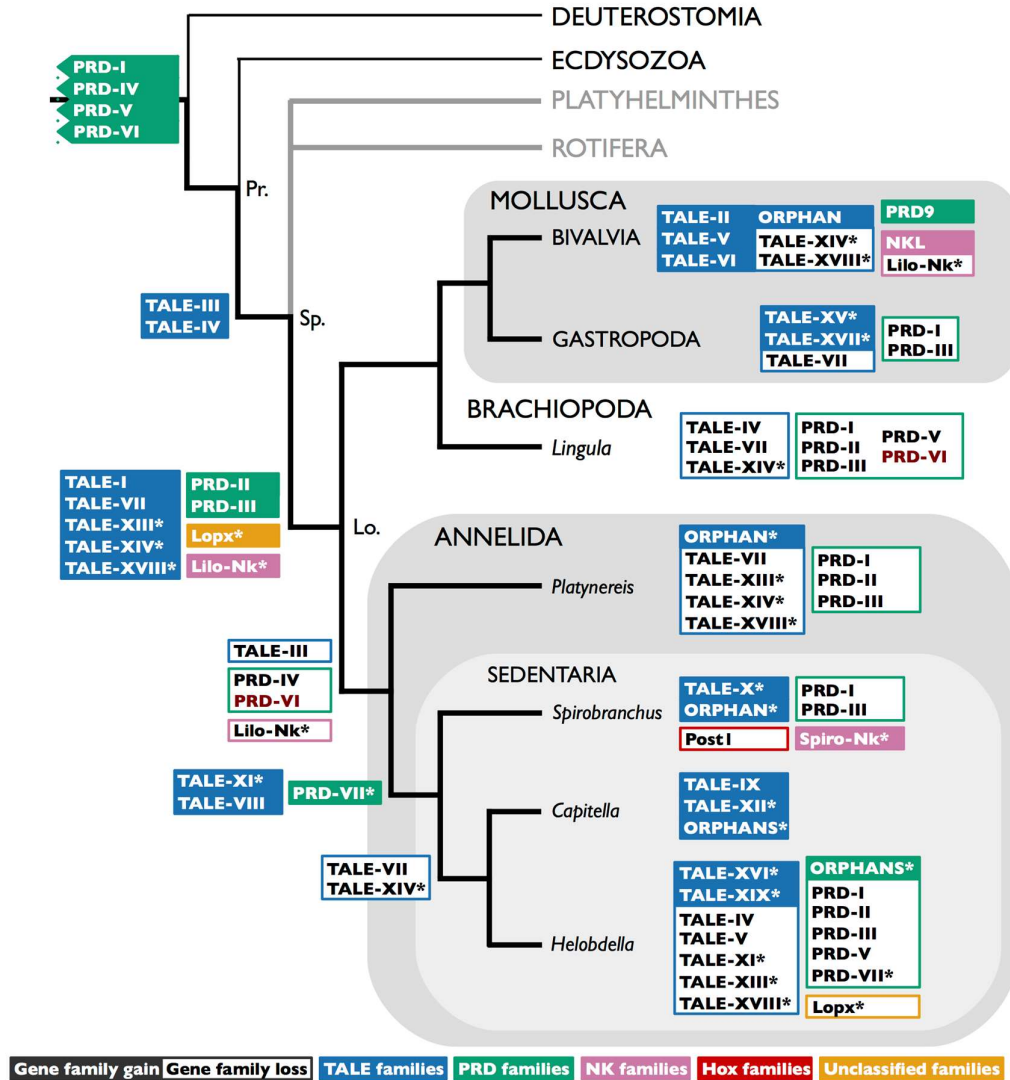 DEUTEROSTOMIA
PRD-I
PRD-IV
PRD-V
PRD-VI
ECDYSOZOA
PLATYHELMINTHES
ROTIFERA
Pr.
TALE-III
TALE-IV
Sp.
MOLLUSCA
BIVALVIA
TALE-II
TALE-V
TALE-VI
ORPHAN
TALE-XIV*
TALE-XVIII*
PRD9
NKL
Lilo-Nk*
GASTROPODA
TALE-XV*
TALE-XVII*
TALE-VII
PRD-I
PRD-III
BRACHIOPODA
Lingula
TALE-IV
TALE-VII
TALE-XIV*
PRD-I
PRD-II
PRD-III
PRD-V
PRD-VI
TALE-I
TALE-VII
TALE-XIII*
TALE-XIV*
TALE-XVIII*
PRD-II
PRD-III
Lopx*
Lilo-Nk*
Lo.
ANNELIDA
Platynereis
ORPHAN*
TALE-VII
TALE-XIII*
TALE-XIV*
TALE-XVIII*
PRD-I
PRD-II
PRD-III
TALE-III
PRD-IV
PRD-VI
Lilo-Nk*
SEDENTARIA
Spirobranchus
TALE-X*
ORPHAN*
Post1
PRD-I
PRD-III
Spiro-Nk*
TALE-XI*
TALE-VIII
PRD-VII*
Capitella
TALE-IX
TALE-XII*
ORPHANS*
TALE-VII
TALE-XIV*
Helobdella
TALE-XVI*
TALE-XIX*
TALE-IV
TALE-V
TALE-XI*
TALE-XIII*
TALE-XVIII*
ORPHANS*
PRD-I
PRD-II
PRD-III
PRD-V
PRD-VII*
Lopx*
Gene family gain Gene family loss TALE families PRD families NK families Hox families Unclassified families